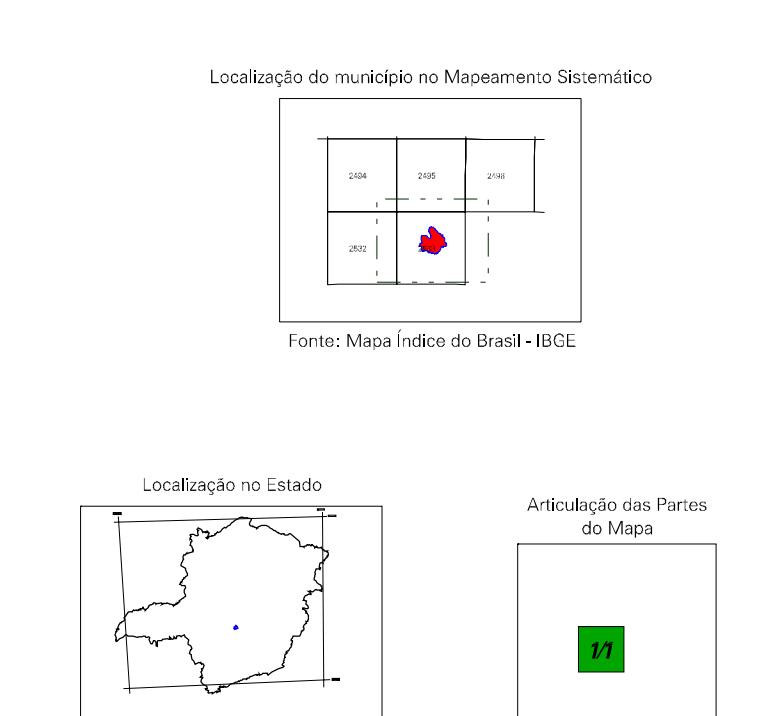 Localização do município no Mapeamento Sistemático
2494 2495 2498
2532
Fonte: Mapa Índice do Brasil - IBGE
Localização no Estado
Articulação das Partes
do Mapa
1/1